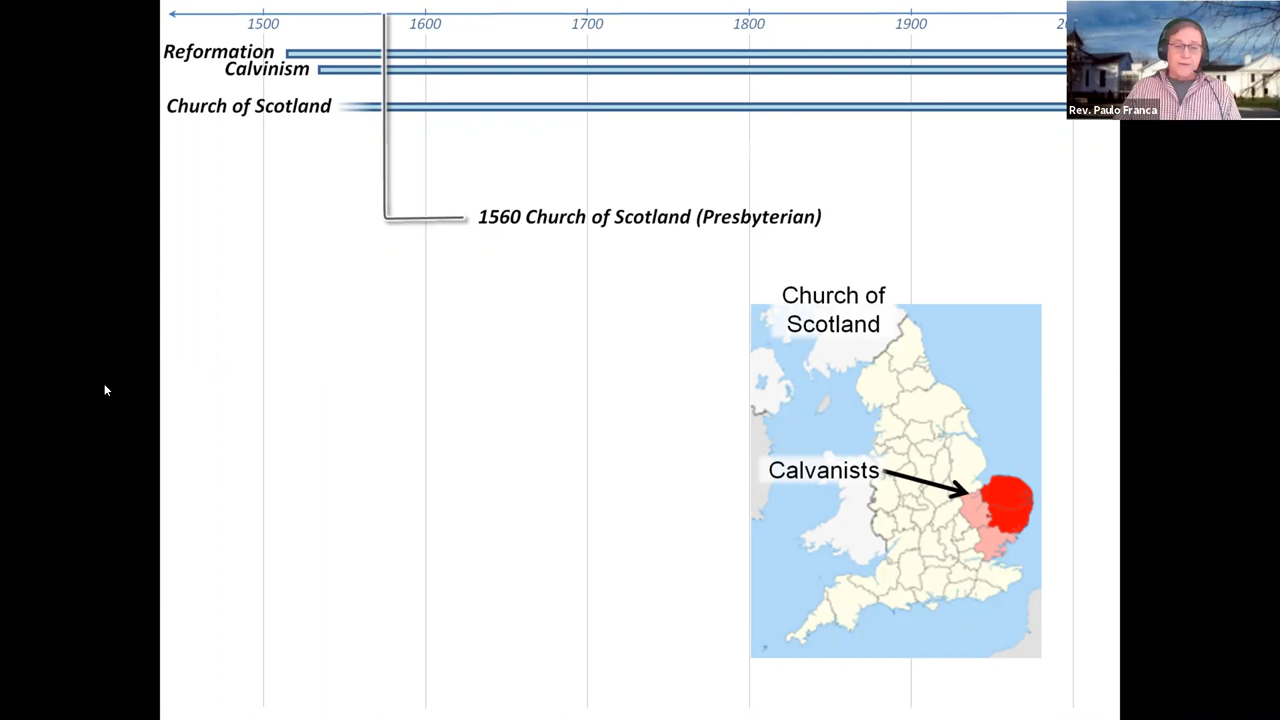 1500 1600 1700 1800 1900
Reformation
Calvinism
Church of Scotland
Rev. Paulo Franca
1560 Church of Scotland (Presbyterian)
Church of
Scotland
Calvanists